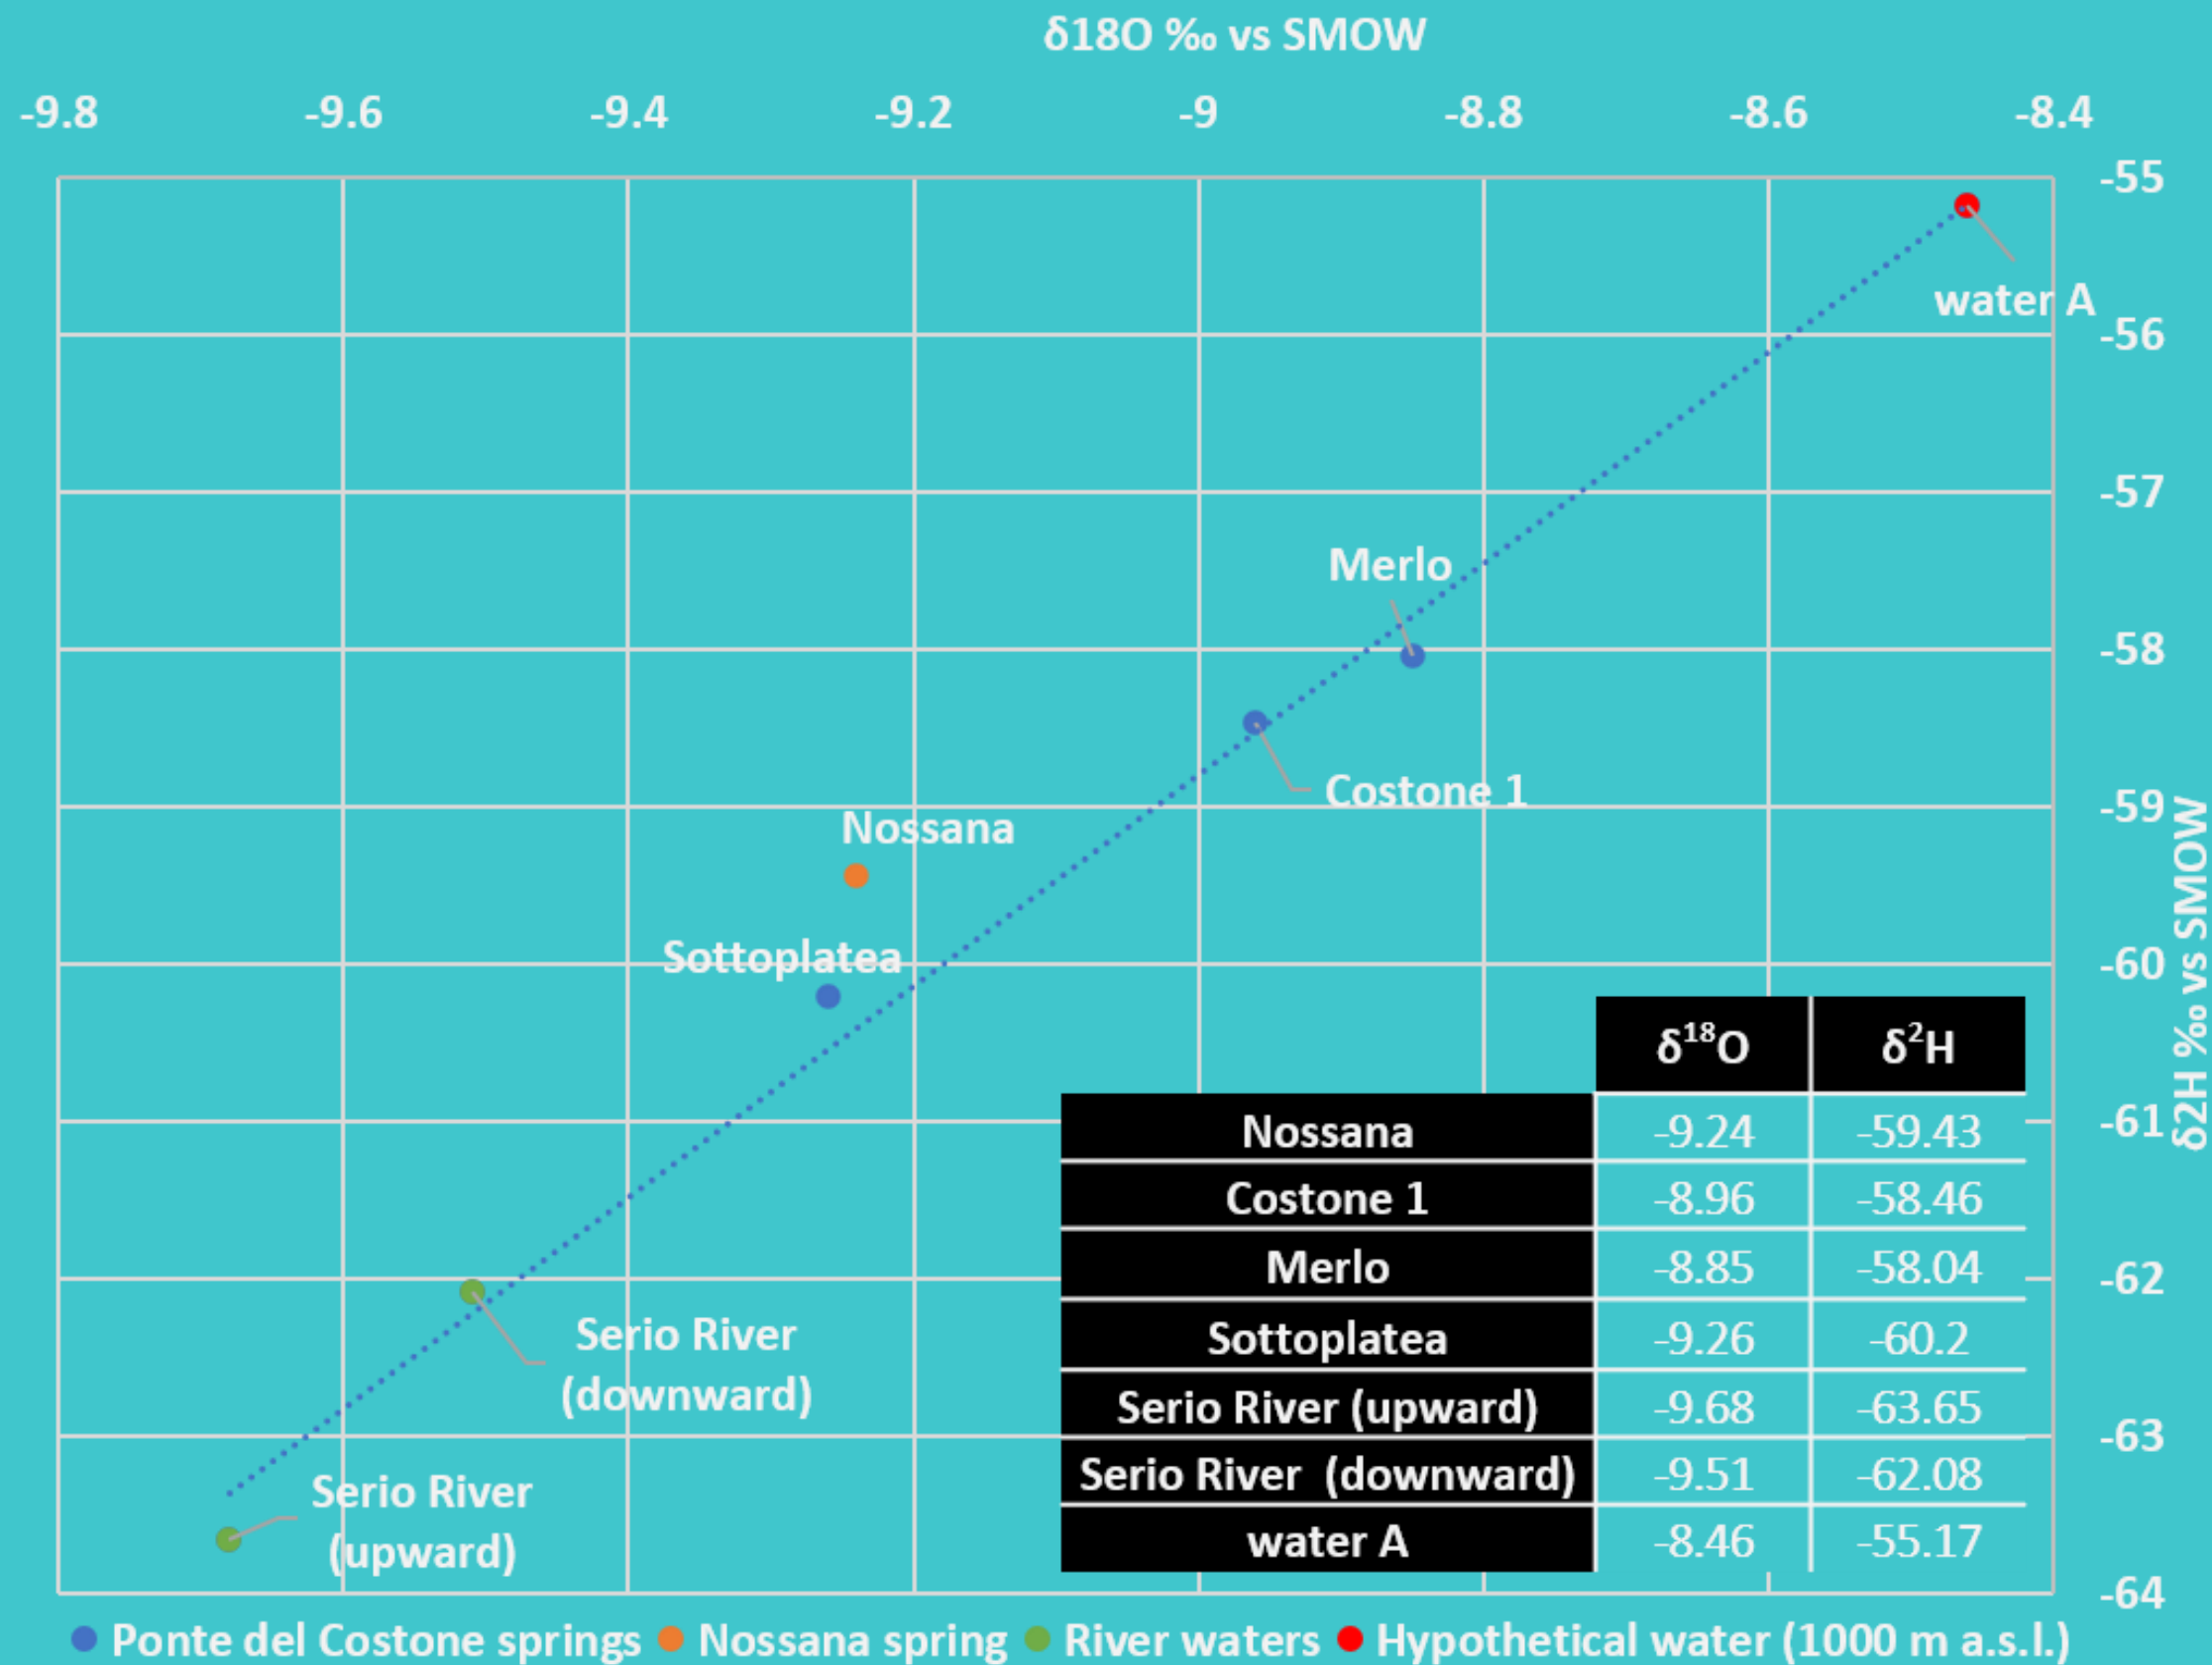 δ18O ‰ vs SMOW
-9.8 -9.6 -9.4 -9.2 -9 -8.8 -8.6 -8.4
-55
water A
-56
-57
Merlo
-58
Costone 1
-59
Nossana
Sottoplatea
-60
-61
-62
-63
-64
δ2H ‰ vs SMOW
Serio River
(downward)
Serio River
(upward)
δ¹⁸O δ²H
Nossana -9.24 -59.43
Costone 1 -8.96 -58.46
Merlo -8.85 -58.04
Sottoplatea -9.26 -60.2
Serio River (upward) -9.68 -63.65
Serio River (downward) -9.51 -62.08
water A -8.46 -55.17
Ponte del Costone springs Nossana spring River waters Hypothetical water (1000 m a.s.l.)